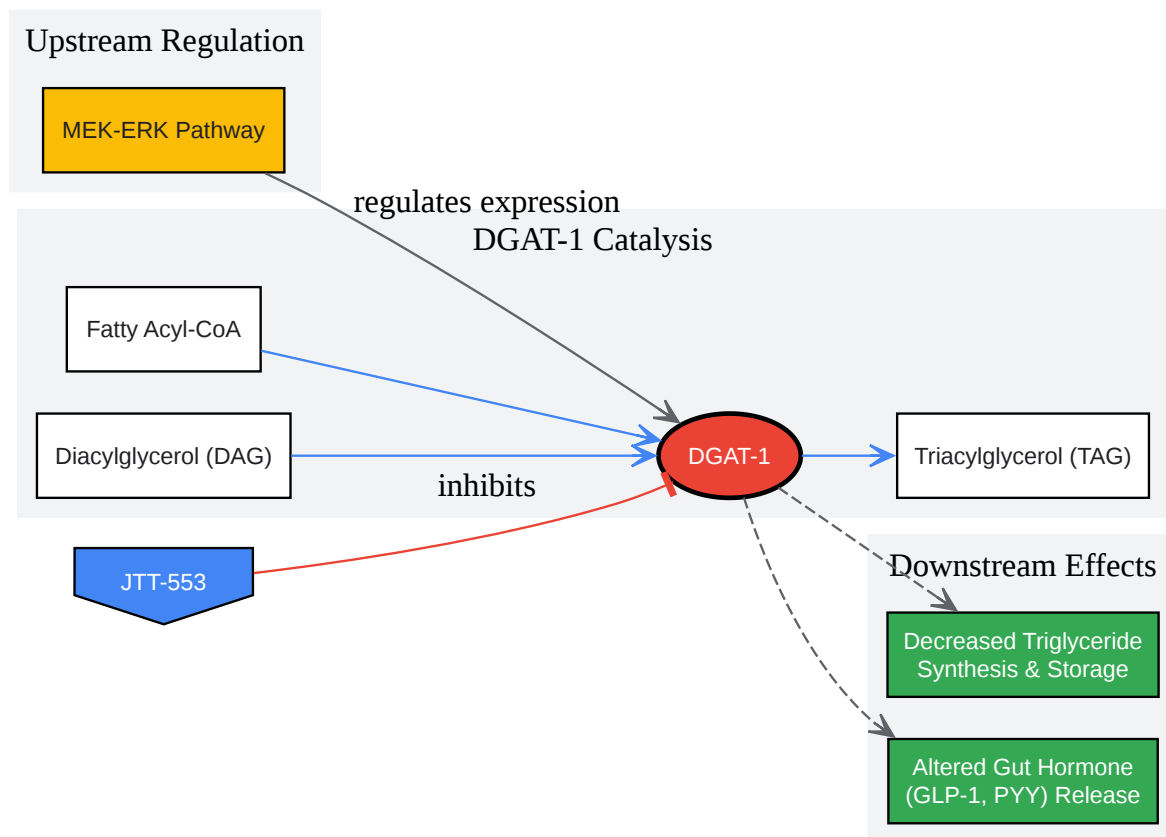 Upstream Regulation
MEK-ERK Pathway
regulates expression
DGAT-1 Catalysis
Fatty Acyl-CoA
Diacylglycerol (DAG)
DGAT-1
Triacylglycerol (TAG)
inhibits
JTT-553
Downstream Effects
Decreased Triglyceride
Synthesis & Storage
Altered Gut Hormone
(GLP-1, PYY) Release